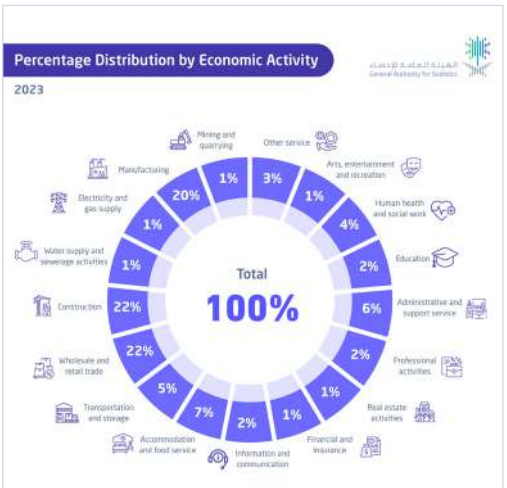 Percentage Distribution by Economic Activity
الهيئة العامة للإحصاء
General Authority for Statistics
2023
Mining and
quarrying
1%
Other service
3%
Arts, entertainment
and recreation
1%
Human health
and social work
4%
Education
2%
Administrative and
support service
6%
Professional
activities
2%
Real estate
activities
1%
Financial and
Insurance
1%
Information and
communication
2%
Accommodation
and food service
7%
Transportation
and storage
5%
Wholesale and
retail trade
22%
Construction
22%
Water supply and
sewerage activities
1%
Electricity and
gas supply
1%
Manufacturing
20%
Total
100%